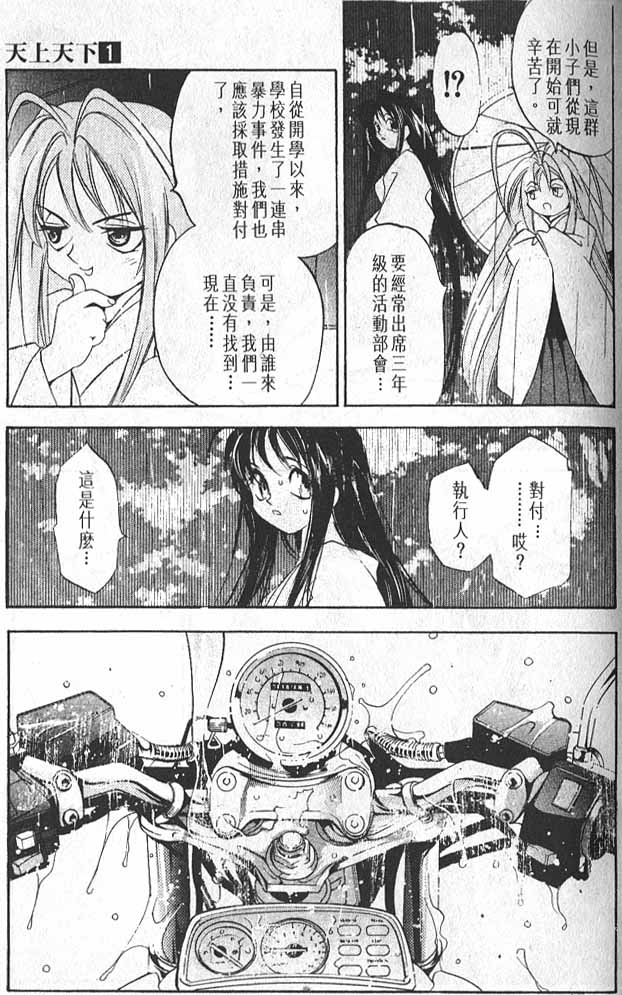 天上天下1
但是，這群
小子們從現
在開始可就
辛苦了。
!?
要經常出席三年
級的活動部會…
自從開學以來，
學校發生了一連串
暴力事件，我們也
應該採取措施對付
了，
可是，由誰來
負責，我們一
直没有找到…
現在……
對付…
……哎？
執行人？
這是什麼…